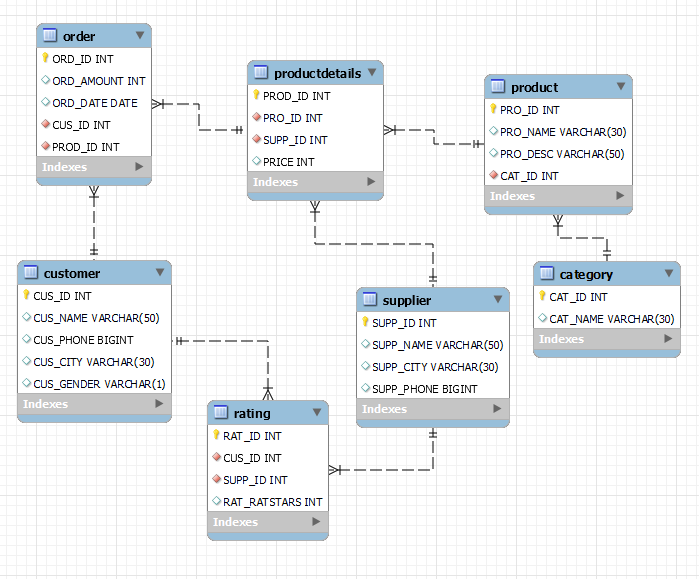 order
ORD_ID INT
ORD_AMOUNT INT
ORD_DATE DATE
CUS_ID INT
PROD_ID INT
Indexes
productdetails
PROD_ID INT
PRO_ID INT
SUPP_ID INT
PRICE INT
Indexes
product
PRO_ID INT
PRO_NAME VARCHAR(30)
PRO_DESC VARCHAR(50)
CAT_ID INT
Indexes
customer
CUS_ID INT
CUS_NAME VARCHAR(50)
CUS_PHONE BIGINT
CUS_CITY VARCHAR(30)
CUS_GENDER VARCHAR(1)
Indexes
supplier
SUPP_ID INT
SUPP_NAME VARCHAR(50)
SUPP_CITY VARCHAR(30)
SUPP_PHONE BIGINT
Indexes
category
CAT_ID INT
CAT_NAME VARCHAR(30)
Indexes
rating
RAT_ID INT
CUS_ID INT
SUPP_ID INT
RAT_RATSTARS INT
Indexes